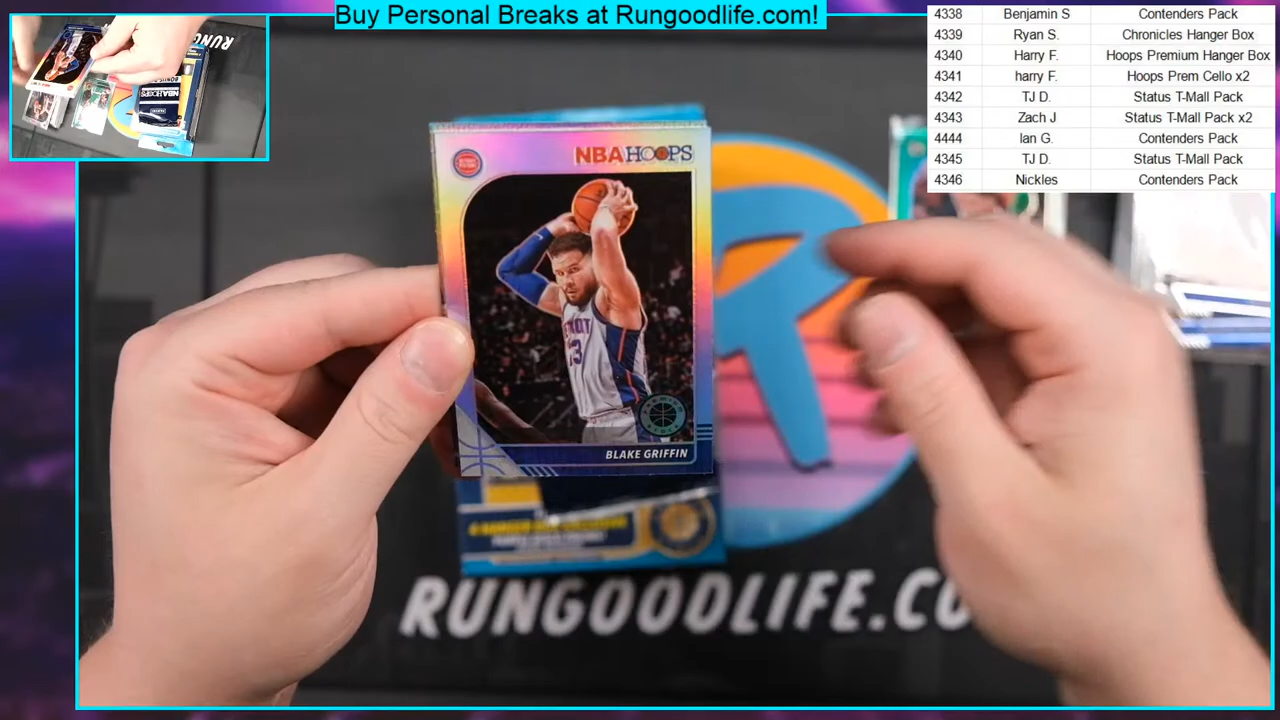 Buy Personal Breaks at Rungoodlife.com!
4338 Benjamin S Contenders Pack
4339 Ryan S. Chronicles Hanger Box
4340 Harry F. Hoops Premium Hanger Box
4341 harry F. Hoops Prem Cello x2
4342 TJ D. Status T-Mall Pack
4343 Zach J Status T-Mall Pack x2
4444 Ian G. Contenders Pack
4345 TJ D. Status T-Mall Pack
4346 Nickles Contenders Pack
NBA HOOPS
PREMIUM
STOCK
BLAKE GRIFFIN
RUNGOODLIFE.CO